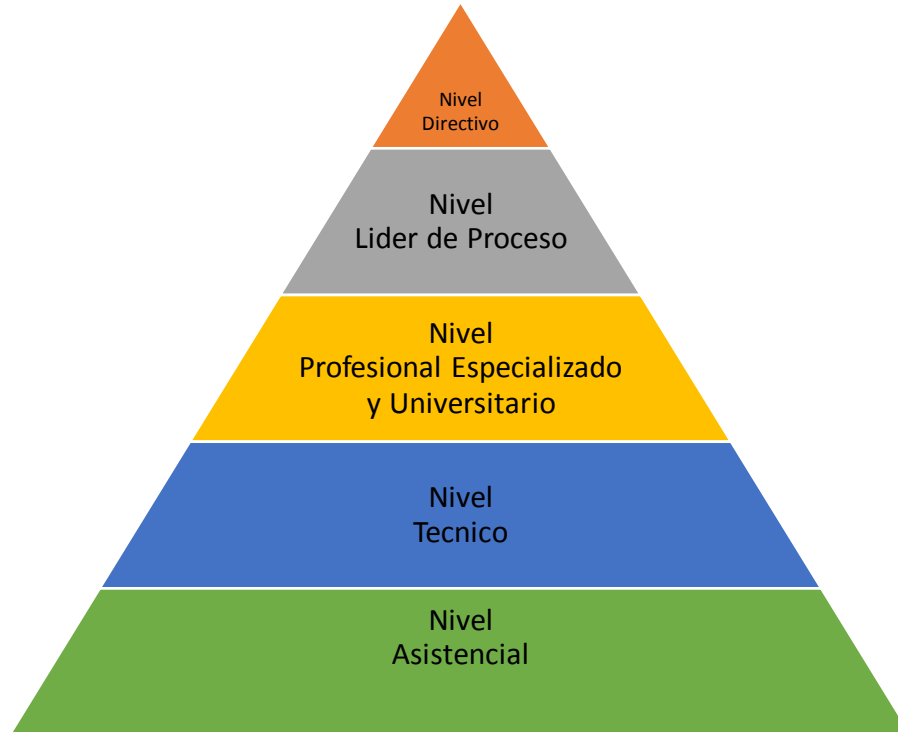 Nivel
Directivo
Nivel
Lider de Proceso
Nivel
Profesional Especializado
y Universitario
Nivel
Tecnico
Nivel
Asistencial